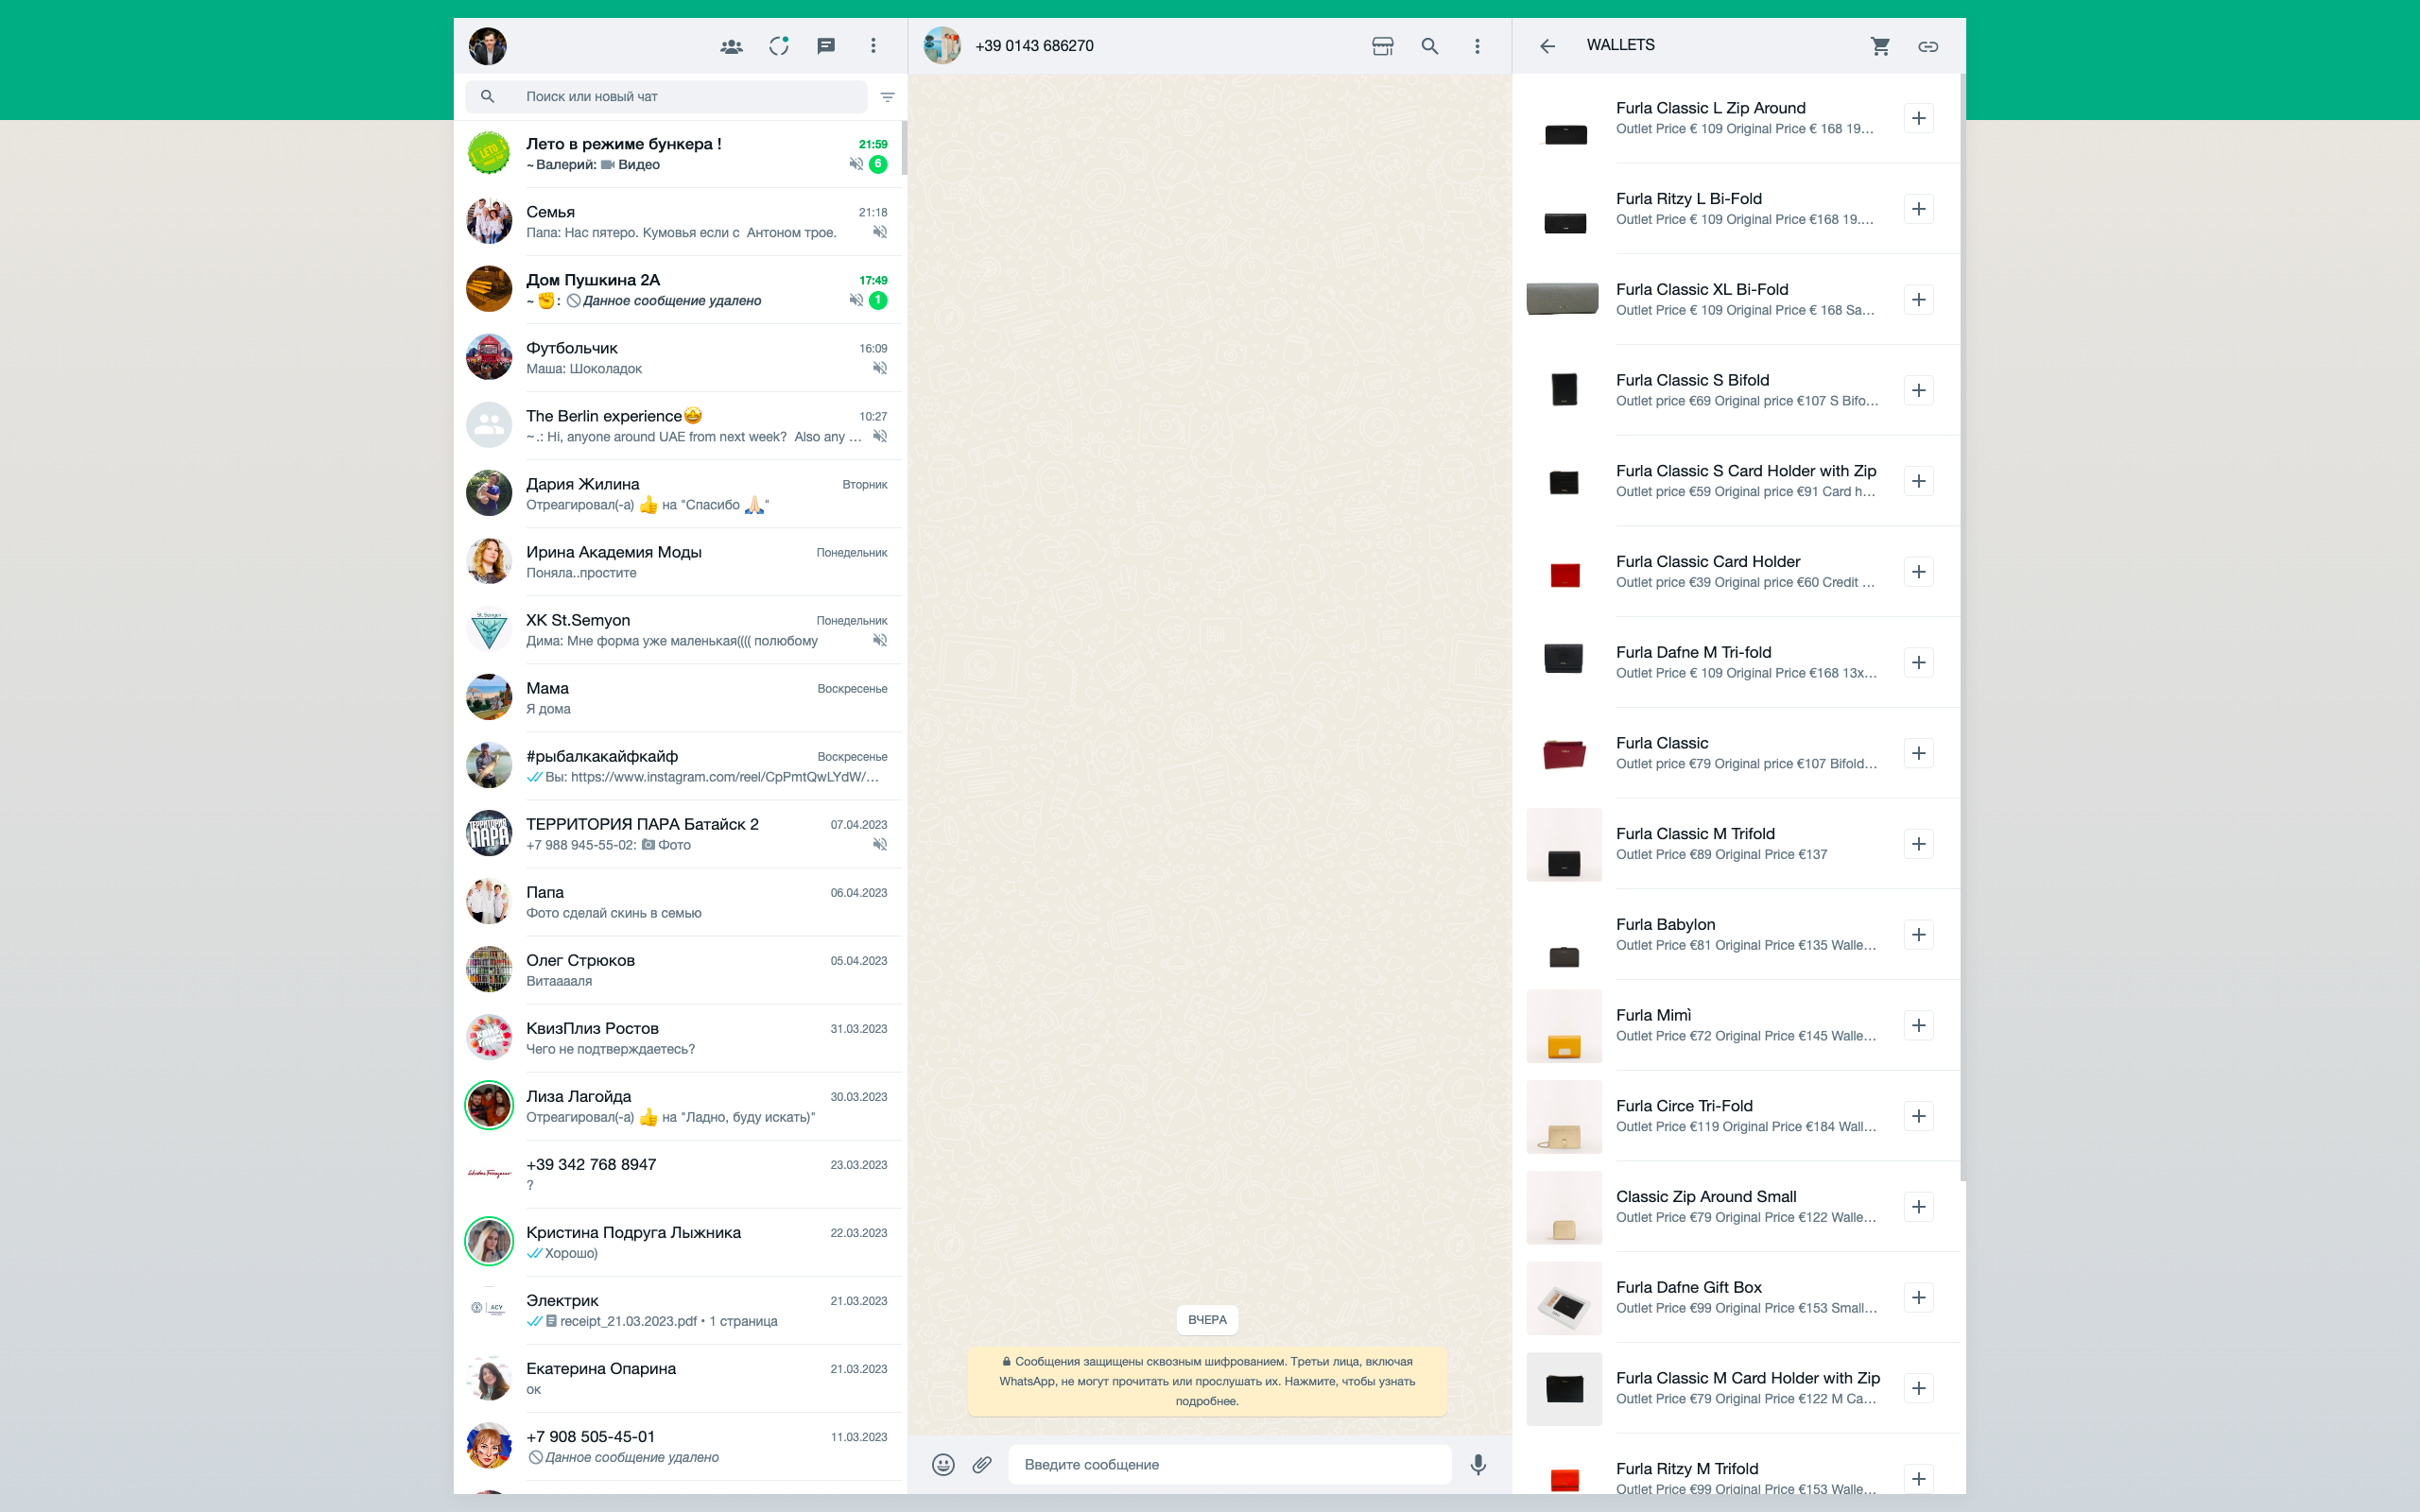 Поиск или новый чат
Лето в режиме бункера !
21:59
~ Валерий: Видео
6
Семья
21:18
Папа: Нас пятеро. Кумовья если с Антоном трое.
Дом Пушкина 2А
17:49
~ ✊: Данное сообщение удалено
1
Футбольчик
16:09
Маша: Шоколадок
The Berlin experience🤩
10:27
~ .: Hi, anyone around UAE from next week? Also any ...
Дария Жилина
Вторник
Отреагировал(-а) 👍 на "Спасибо 🙏🏻"
Ирина Академия Моды
Понедельник
Поняла..простите
ХК St.Semyon
Понедельник
Дима: Мне форма уже маленькая(((( полюбому
Мама
Воскресенье
Я дома
#рыбалкакайфкайф
Воскресенье
Вы: https://www.instagram.com/reel/CpPmtQwLYdW/...
ТЕРРИТОРИЯ ПАРА Батайск 2
07.04.2023
+7 988 945-55-02: Фото
Папа
06.04.2023
Фото сделай скинь в семью
Олег Стрюков
05.04.2023
Витааааля
КвизПлиз Ростов
31.03.2023
Чего не подтверждаетесь?
Лиза Лагойда
30.03.2023
Отреагировал(-а) 👍 на "Ладно, буду искать)"
+39 342 768 8947
23.03.2023
?
Кристина Подруга Лыжника
22.03.2023
Хорошо)
Электрик
21.03.2023
receipt_21.03.2023.pdf • 1 страница
Екатерина Опарина
21.03.2023
ок
+7 908 505-45-01
11.03.2023
Данное сообщение удалено
+39 0143 686270
ВЧЕРА
Сообщения защищены сквозным шифрованием. Третьи лица, включая
WhatsApp, не могут прочитать или прослушать их. Нажмите, чтобы узнать
подробнее.
Введите сообщение
WALLETS
Furla Classic L Zip Around
Outlet Price € 109 Original Price € 168 19...
Furla Ritzy L Bi-Fold
Outlet Price € 109 Original Price €168 19....
Furla Classic XL Bi-Fold
Outlet Price € 109 Original Price € 168 Sa...
Furla Classic S Bifold
Outlet price €69 Original price €107 S Bifo...
Furla Classic S Card Holder with Zip
Outlet price €59 Original price €91 Card h...
Furla Classic Card Holder
Outlet price €39 Original price €60 Credit ...
Furla Dafne M Tri-fold
Outlet Price € 109 Original Price €168 13x...
Furla Classic
Outlet price €79 Original price €107 Bifold...
Furla Classic M Trifold
Outlet Price €89 Original Price €137
Furla Babylon
Outlet Price €81 Original Price €135 Walle...
Furla Mimì
Outlet Price €72 Original Price €145 Walle...
Furla Circe Tri-Fold
Outlet Price €119 Original Price €184 Wall...
Classic Zip Around Small
Outlet Price €79 Original Price €122 Walle...
Furla Dafne Gift Box
Outlet Price €99 Original Price €153 Small...
Furla Classic M Card Holder with Zip
Outlet Price €79 Original Price €122 M Ca...
Furla Ritzy M Trifold
Outlet Price €99 Original Price €153 Walle...